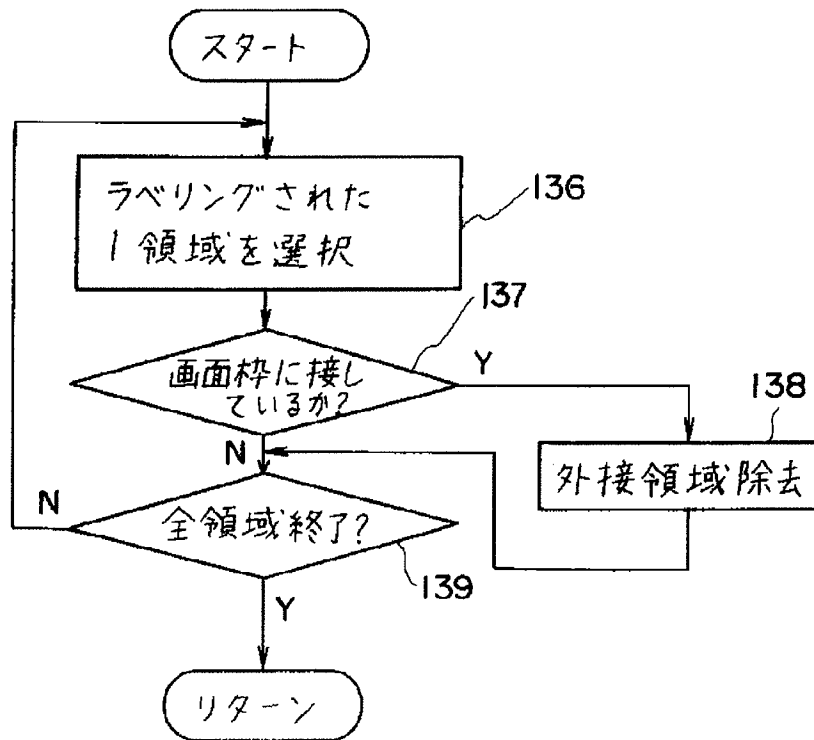 スタート
ラベリングされた
1領域を選択
136
137
画面枠に接し
ているか?
Y
138
外接領域除去
N
N
全領域終了?
139
Y
リターン